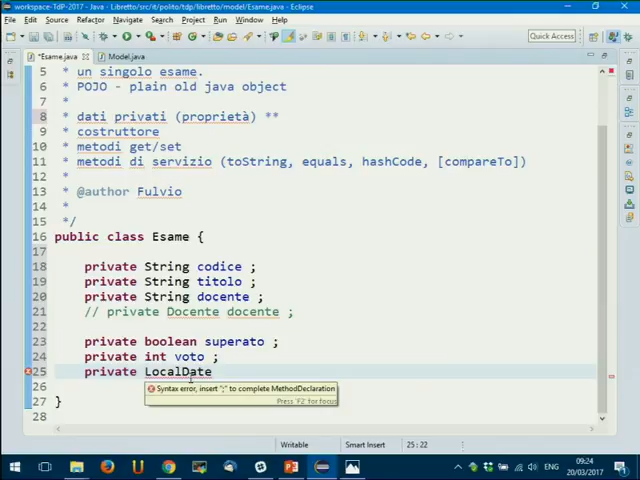 workspace-TdP-2017 - Java - Libretto/src/it/polito/tdp/libretto/model/Esame.java - Eclipse
File Edit Source Refactor Navigate Search Project Run Window Help
Quick Access
*Esame.java Model.java
5 * un singolo esame.
6 * POJO - plain old java object
7 *
8 * dati privati (proprietà) **
9 * costruttore
10 * metodi get/set
11 * metodi di servizio (toString, equals, hashCode, [compareTo])
12 *
13 * @author Fulvio
14 *
15 */
16 public class Esame {
17
18 private String codice ;
19 private String titolo ;
20 private String docente ;
21 // private Docente docente ;
22
23 private boolean superato ;
24 private int voto ;
25 private LocalDate
Syntax error, insert ";" to complete MethodDeclaration
26
Press 'F2' for focus
27 }
28
Writable Smart Insert 25 : 22
ENG 09:24 20/03/2017